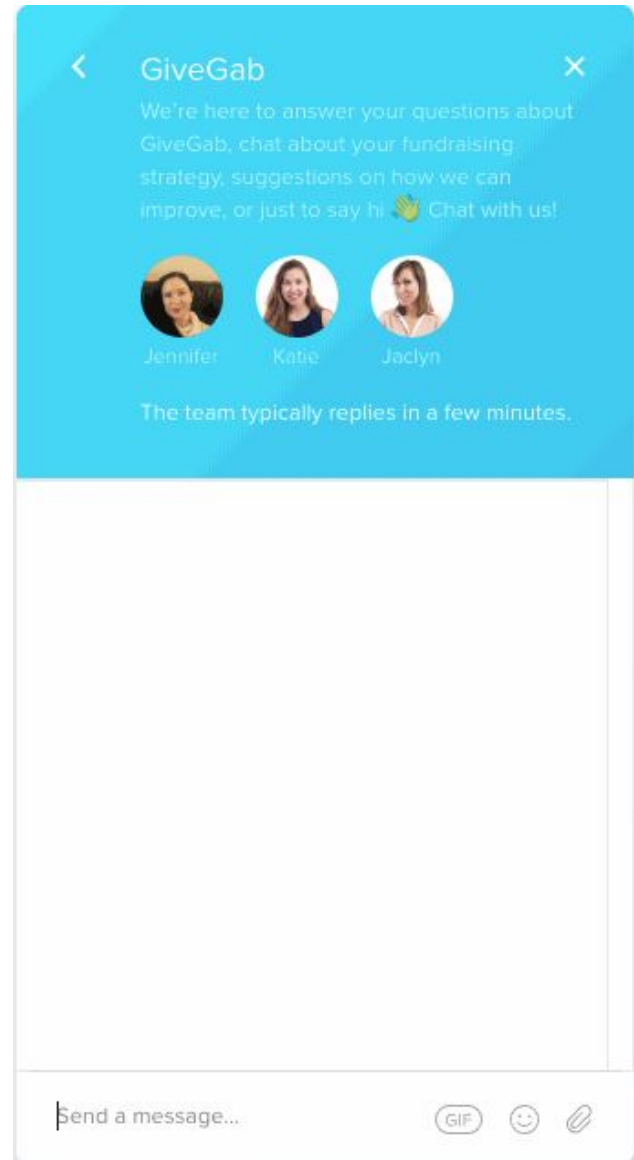 GiveGab
We're here to answer your questions about
GiveGab, chat about your fundraising
strategy, suggestions on how we can
improve, or just to say hi 👋 Chat with us!
Jennifer Katie Jaclyn
The team typically replies in a few minutes.
Send a message...
GIF